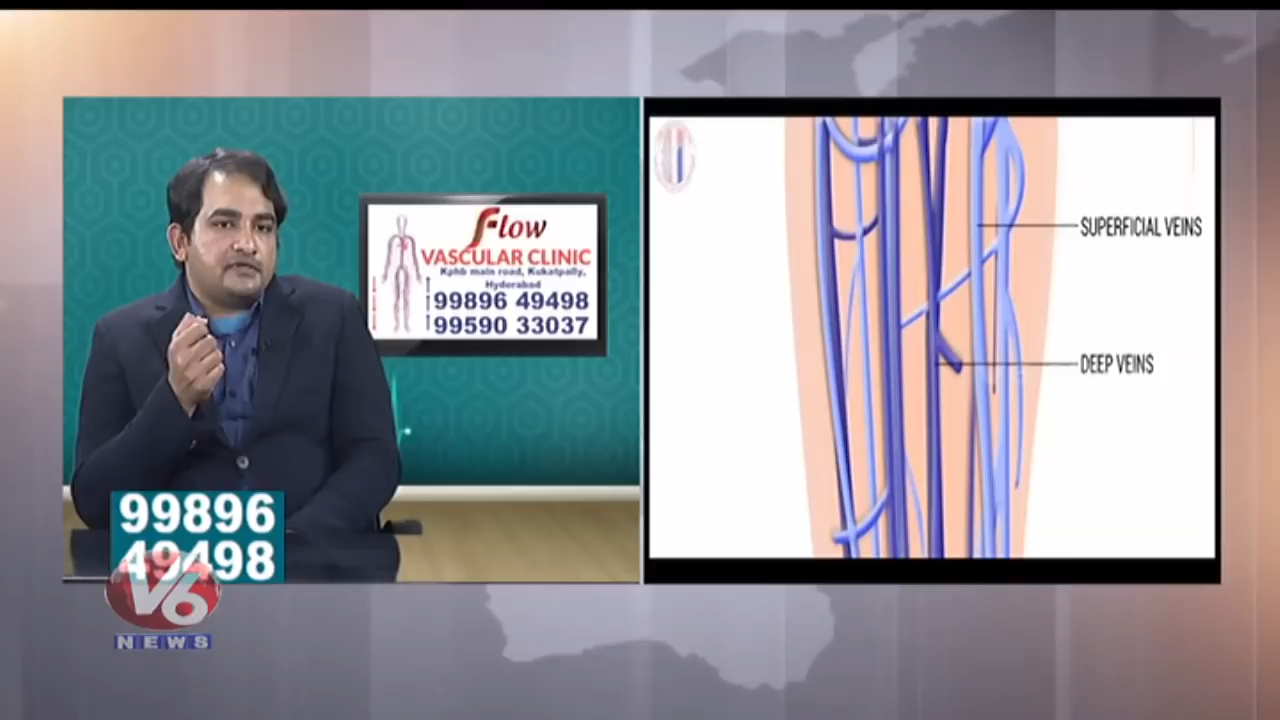 Flow
VASCULAR CLINIC
Kphb main road, Kukatpally,
Hyderabad
99896 49498
99590 33037
SUPERFICIAL VEINS
DEEP VEINS
99896
49498
V6
NEWS